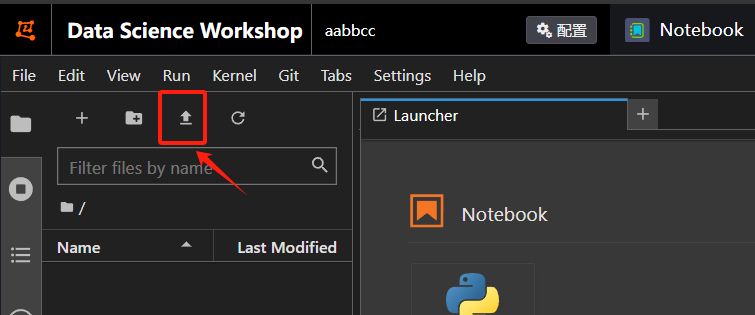 Data Science Workshop aabbcc 配置 Notebook
File Edit View Run Kernel Git Tabs Settings Help
Launcher
Filter files by name
/
Notebook
Name Last Modified